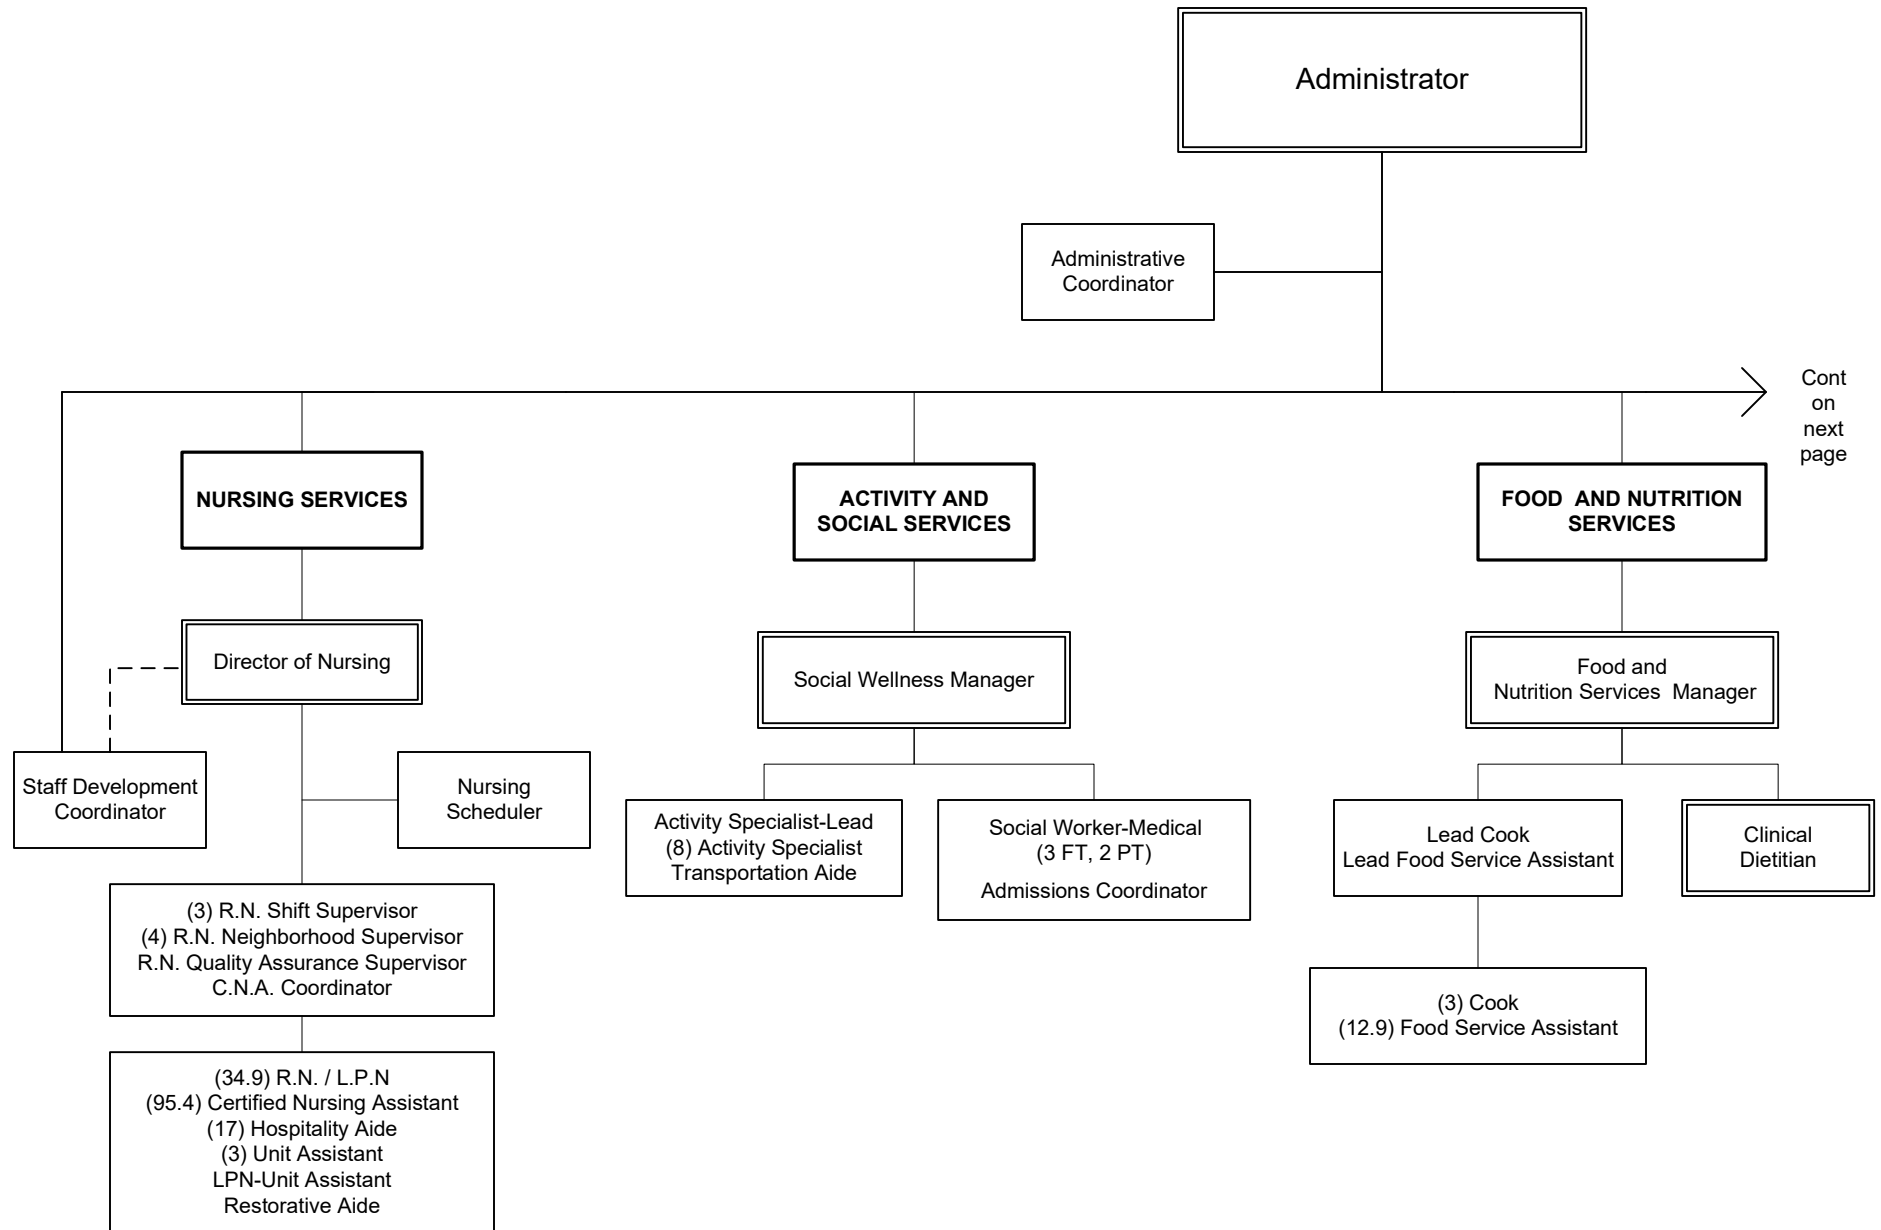 Administrator
Administrative
Coordinator
Cont
on
next
page
NURSING SERVICES
ACTIVITY AND
SOCIAL SERVICES
FOOD  AND NUTRITION
SERVICES
Director of Nursing
Social Wellness Manager
Food and
Nutrition Services  Manager
Staff Development
Coordinator
Nursing
Scheduler
Activity Specialist-Lead
(8) Activity Specialist
Transportation Aide
Social Worker-Medical
(3 FT, 2 PT)
Admissions Coordinator
Lead Cook
Lead Food Service Assistant
Clinical
Dietitian
(3) R.N. Shift Supervisor
(4) R.N. Neighborhood Supervisor
R.N. Quality Assurance Supervisor
C.N.A. Coordinator
(3) Cook
(12.9) Food Service Assistant
(34.9) R.N. / L.P.N
(95.4) Certified Nursing Assistant
(17) Hospitality Aide
(3) Unit Assistant
LPN-Unit Assistant
Restorative Aide